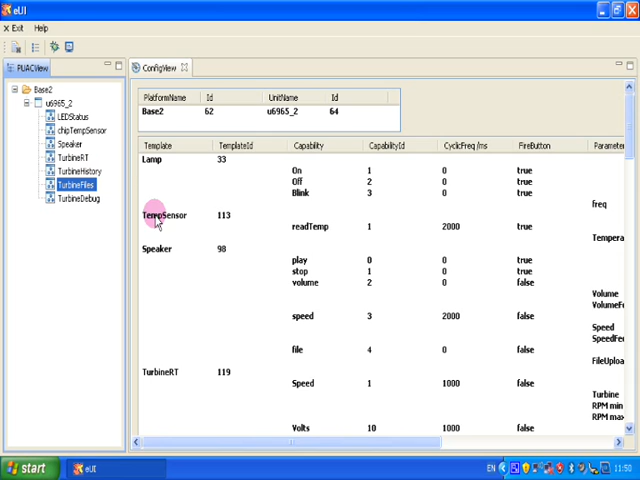 eUI
Exit Help
PUACView
ConfigView
Base2
u6965_2
LEDStatus
chipTempSensor
Speaker
TurbineRT
TurbineHistory
TurbineFiles
TurbineDebug
PlatformName Id UnitName Id
Base2 62 u6965_2 64
Template TemplateId Capability CapabilityId CyclicFreq /ms FireButton Parameter
Lamp 33
On 1 0 true
Off 2 0 true
Blink 3 0 true
freq
TempSensor 113
readTemp 1 2000 true
Tempera
Speaker 98
play 0 0 true
stop 1 0 true
volume 2 0 false
Volume
VolumeFe
speed 3 2000 false
Speed
SpeedFee
file 4 0 false
FileUploa
TurbineRT 119
Speed 1 1000 false
Turbine
RPM min
RPM max
Volts 10 1000 false
start eUI EN 11:50